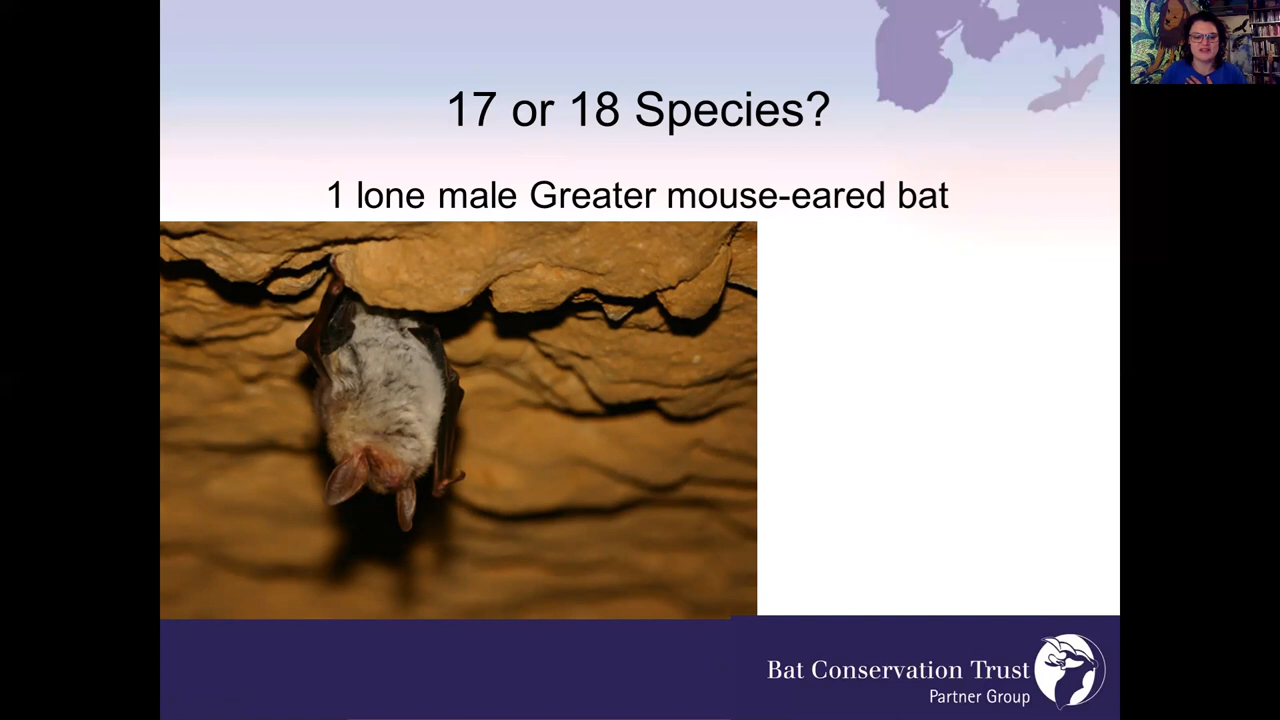 17 or 18 Species?
1 lone male Greater mouse-eared bat
Bat Conservation Trust
Partner Group